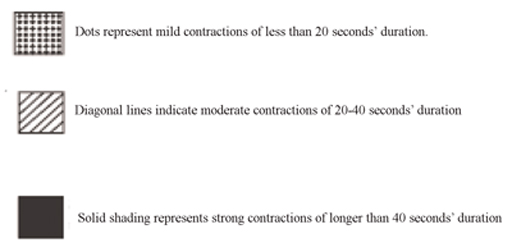 Dots represent mild contractions of less than 20 seconds’ duration.
Diagonal lines indicate moderate contractions of 20-40 seconds’ duration
Solid shading represents strong contractions of longer than 40 seconds’ duration